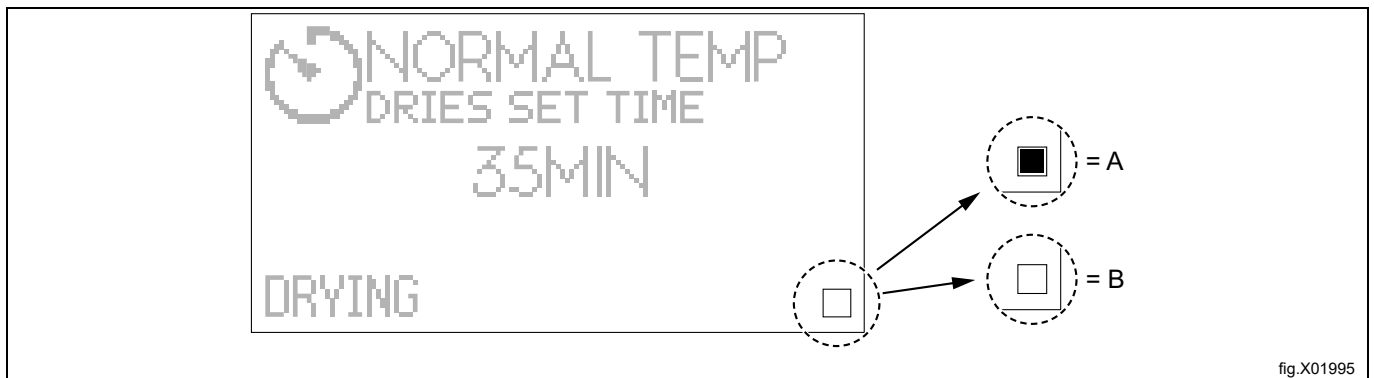 NORMAL TEMP
DRIES SET TIME
35MIN
= A
DRYING
= B
fig.X01995